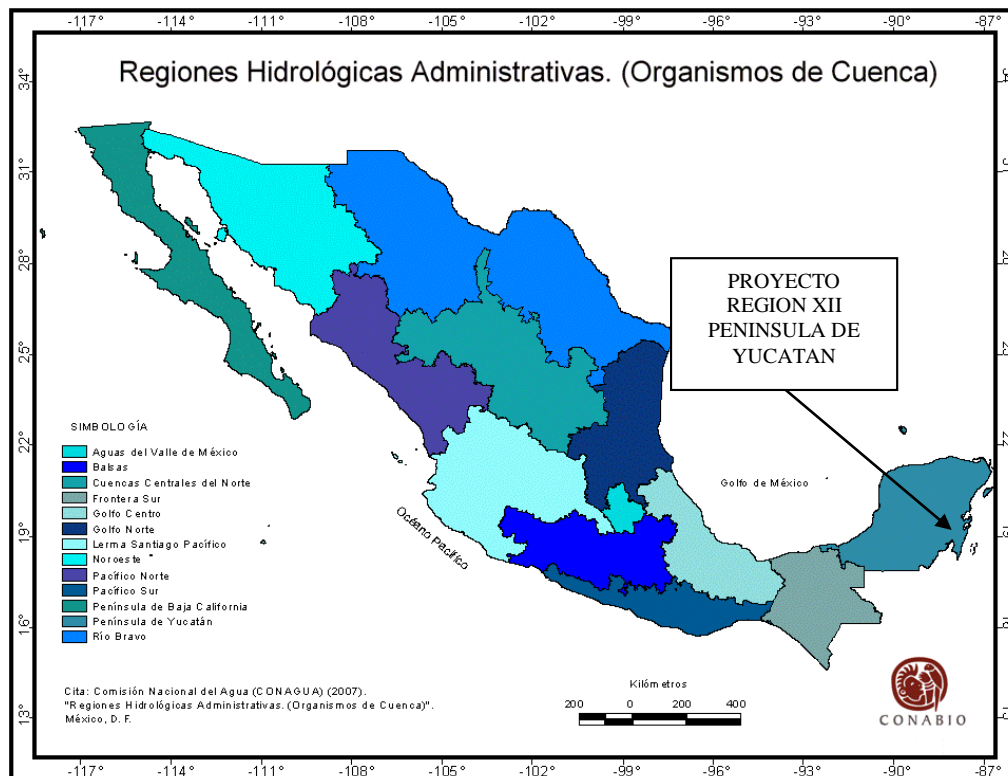 -117° -114° -111° -108° -105° -102° -99° -96° -93° -90° -87°
Regiones Hidrológicas Administrativas. (Organismos de Cuenca)
34°
31°
28°
25°
22°
19°
16°
13°
PROYECTO
REGION XII
PENINSULA DE
YUCATAN
SIMBOLOGÍA
Aguas del Valle de México
Balsas
Cuencas Centrales del Norte
Frontera Sur
Golfo Centro
Golfo Norte
Lerma Santiago Pacífico
Noroeste "
Pacífico Norte
Pacífico Sur
Península de Baja California
Península de Yucatán
Río Bravo
Golfo de México
Océano Pacífico
Cita: Comisión Nacional del Agua (CONAGUA) (2007).
"Regiones Hidrológicas Administrativas. (Organismos de Cuenca)".
México, D. F.
Kilómetros
200 0 200 400
CONABIO
-117° -114° -111° -108° -105° -102° -99° -96° -93° -90° -87°